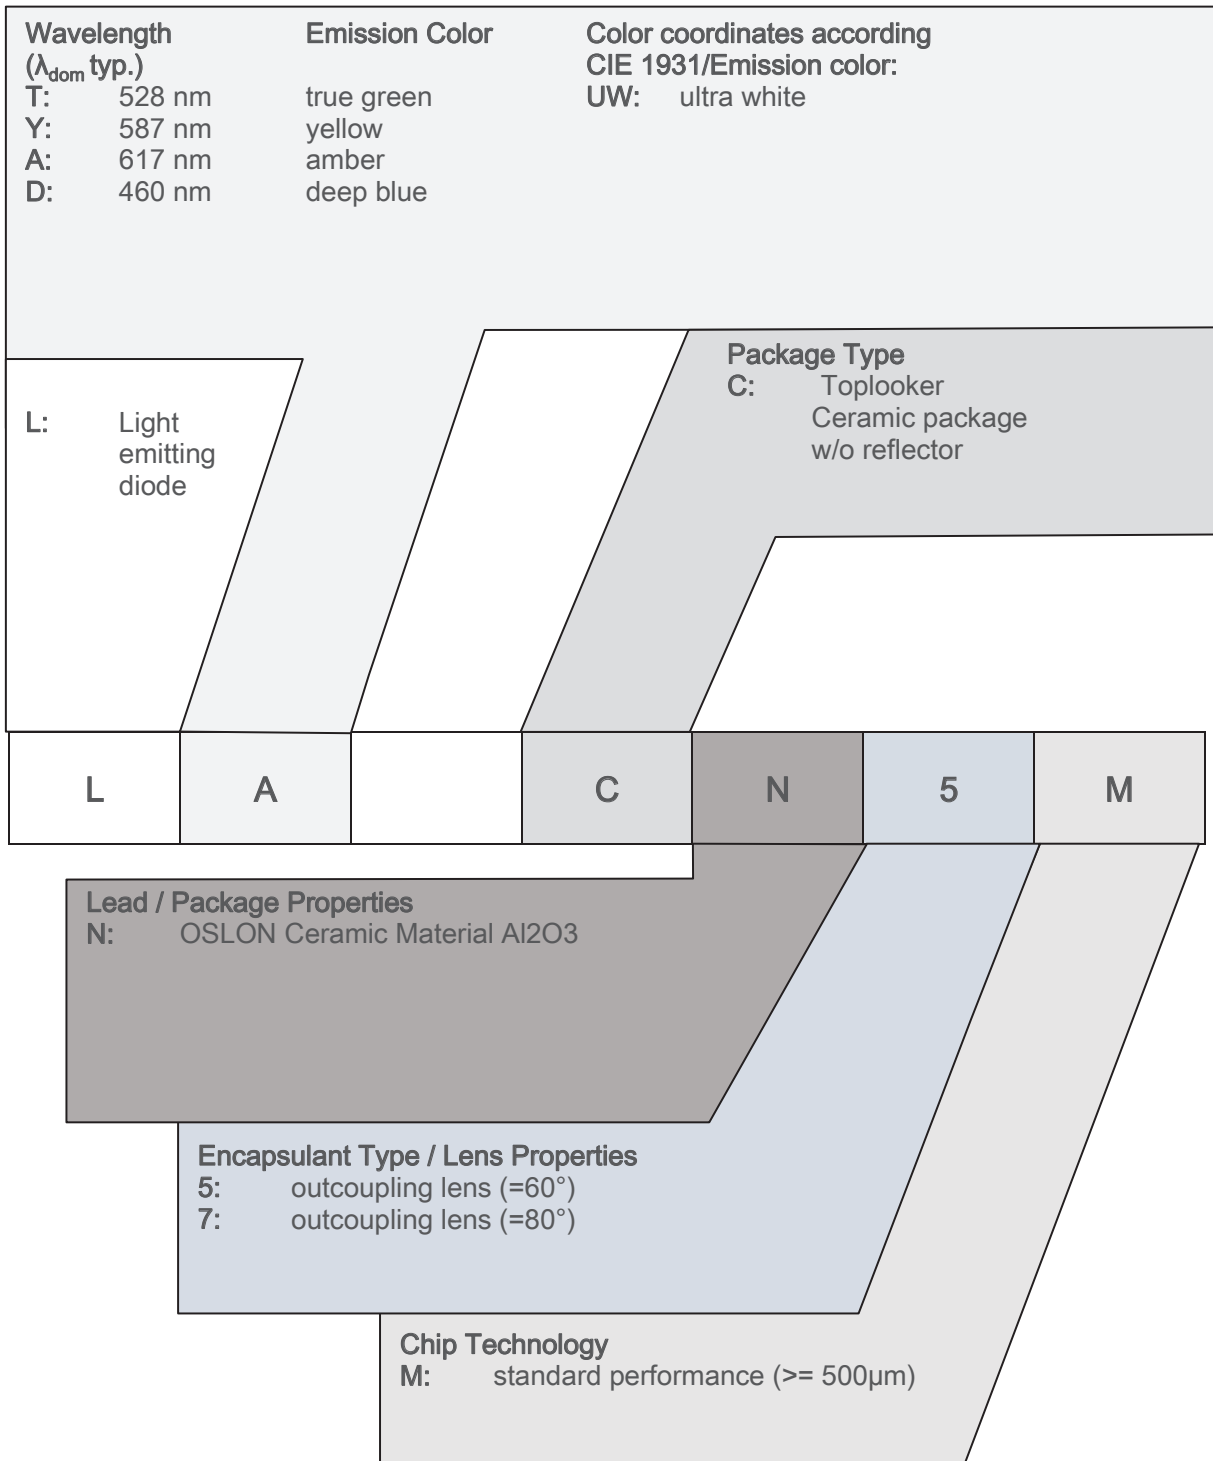 Wavelength Emission Color Color coordinates according
(λdom typ.) CIE 1931/Emission color:
T: 528 nm true green UW: ultra white
Y: 587 nm yellow
A: 617 nm amber
D: 460 nm deep blue
Package Type
C: Toplooker
Ceramic package
w/o reflector
L: Light
emitting
diode
L A C N 5 M
Lead / Package Properties
N: OSLON Ceramic Material Al2O3
Encapsulant Type / Lens Properties
5: outcoupling lens (=60°)
7: outcoupling lens (=80°)
Chip Technology
M: standard performance (>= 500µm)